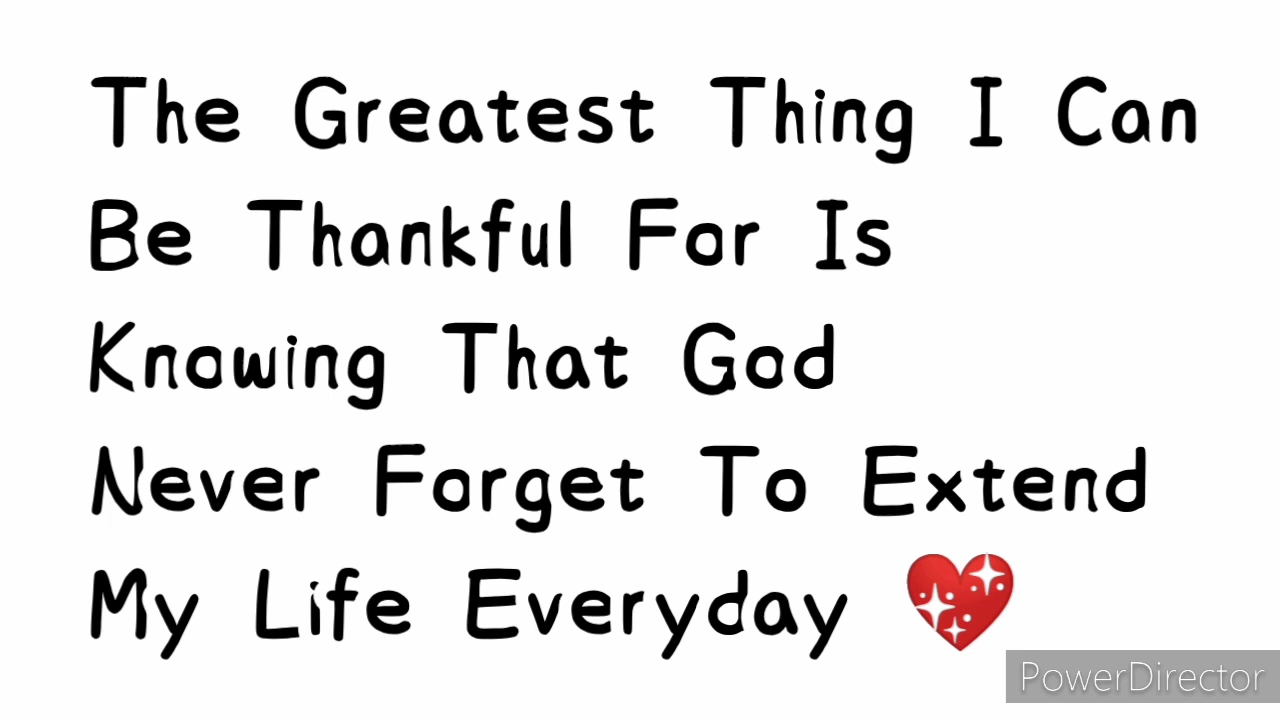 The Greatest Thing I Can
Be Thankful For Is
Knowing That God
Never Forget To Extend
My Life Everyday 💖
PowerDirector